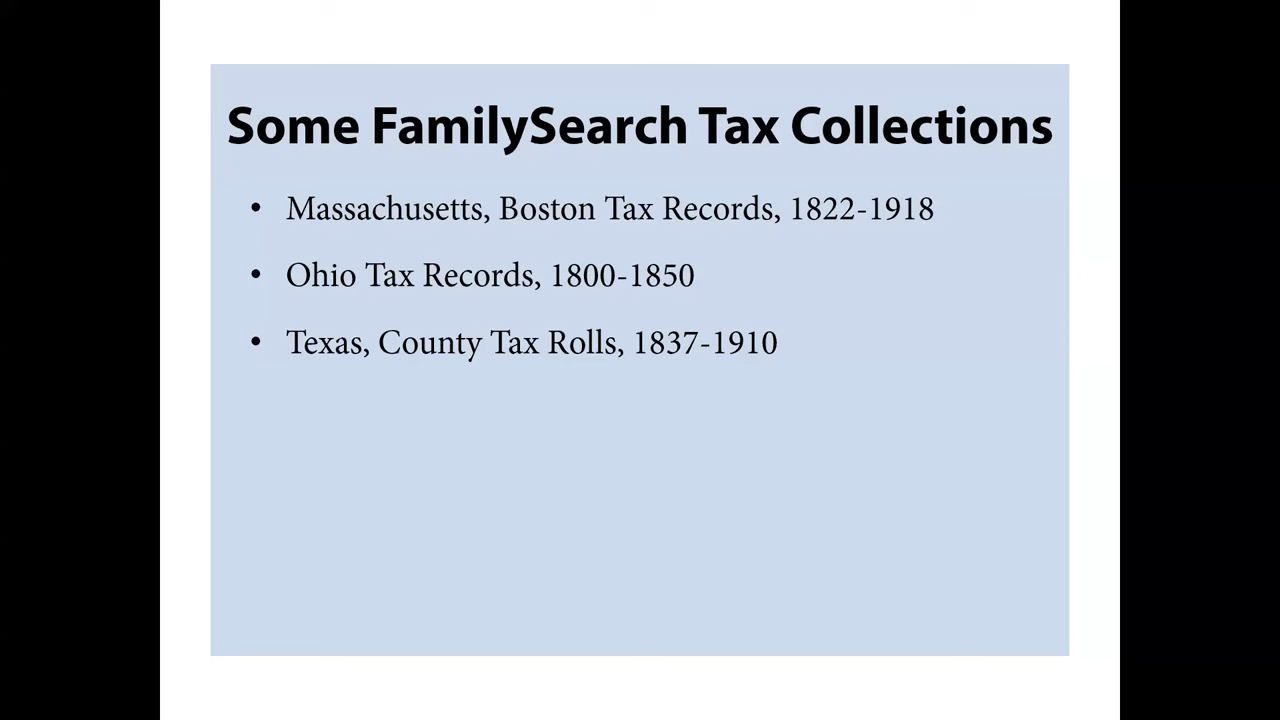 Some FamilySearch Tax Collections
• Massachusetts, Boston Tax Records, 1822-1918
• Ohio Tax Records, 1800-1850
• Texas, County Tax Rolls, 1837-1910